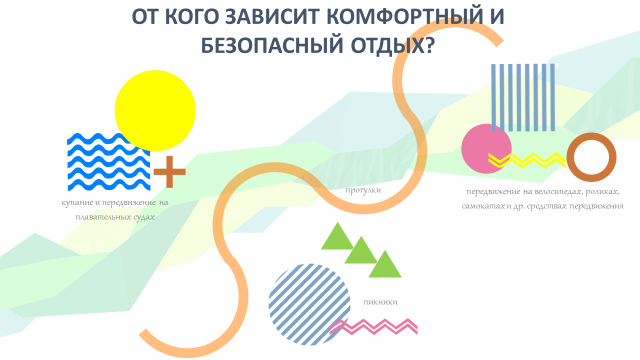 ОТ КОГО ЗАВИСИТ КОМФОРТНЫЙ И
БЕЗОПАСНЫЙ ОТДЫХ?
прогулки
купание и передвижение на
плавательных судах
передвижение на велосипедах, роликах,
самокатах и др. средствах передвижения
пикники